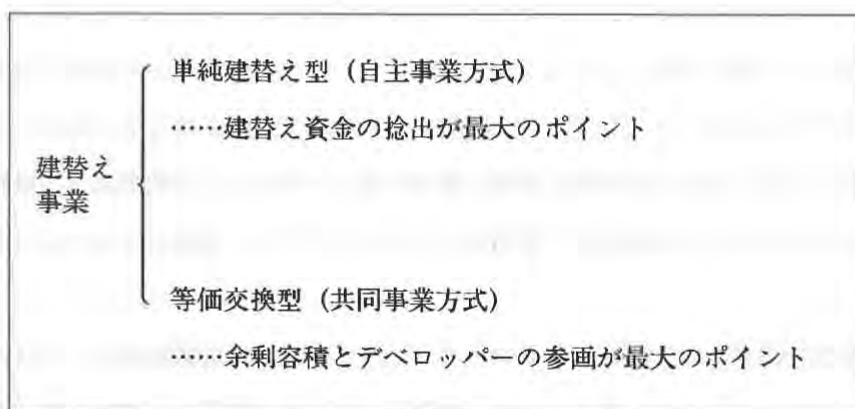 単純建替え型（自主事業方式）
……建替え資金の捻出が最大のポイント
建替え
事業
等価交換型（共同事業方式）
……余剰容積とデベロッパーの参画が最大のポイント